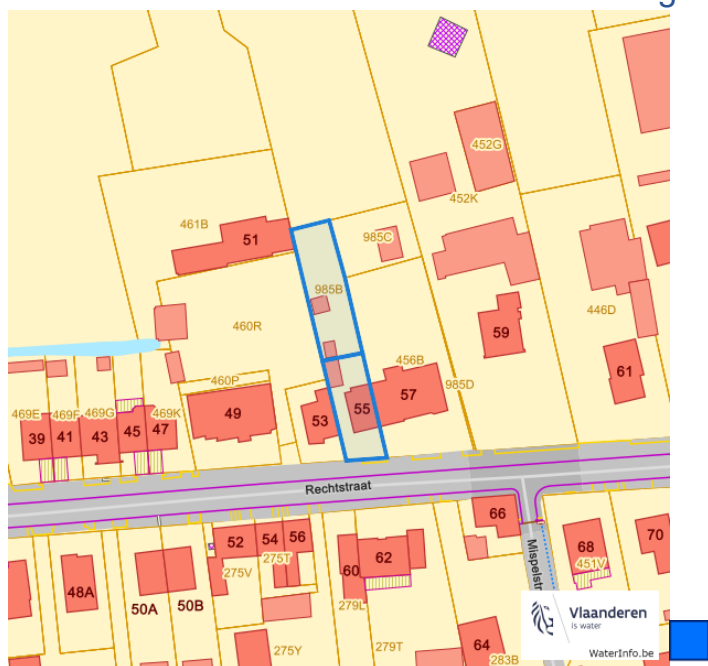 452G
452K
461B
51
985C
985B
460R
446D
59
456B
985D
61
460P
469E
469F
469G
469K
39
41
43
45
47
49
53
55
57
Rechtstraat
66
52
54
56
275T
275V
62
68
70
451V
48A
50A
50B
60
279L
Mispelstr
275Y
279T
64
283B
Vlaanderen
is water
WaterInfo.be